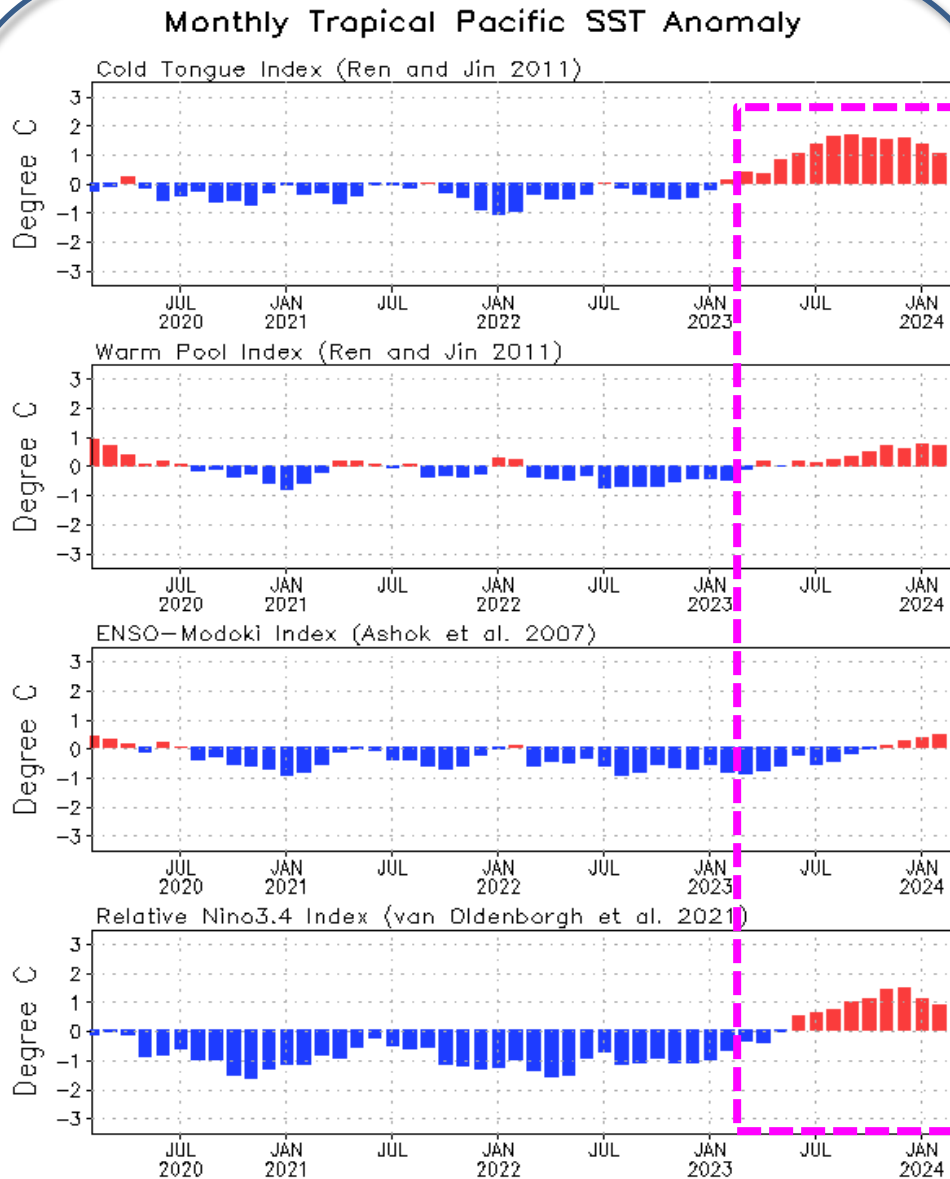 Monthly Trapical Pacific SST Anomaly
Cold Tongue Index (Ren and Jin 2011)
Degree C
3
2
1
0
−1
−2
−3
JUL JAN JUL JAN JUL JAN JUL JAN
2020 2021 2022 2023 2024
Warm Pool Index (Ren and Jin 2011)
Degree C
3
2
1
0
−1
−2
−3
JUL JAN JUL JAN JUL JAN JUL JAN
2020 2021 2022 2023 2024
ENSO−Modoki Index (Ashok et al. 2007)
Degree C
3
2
1
0
−1
−2
−3
JUL JAN JUL JAN JUL JAN JUL JAN
2020 2021 2022 2023 2024
Relative Nino3.4 Index (van Oldenborgh et al. 2021)
Degree C
3
2
1
0
−1
−2
−3
JUL JAN JUL JAN JUL JAN JUL JAN
2020 2021 2022 2023 2024